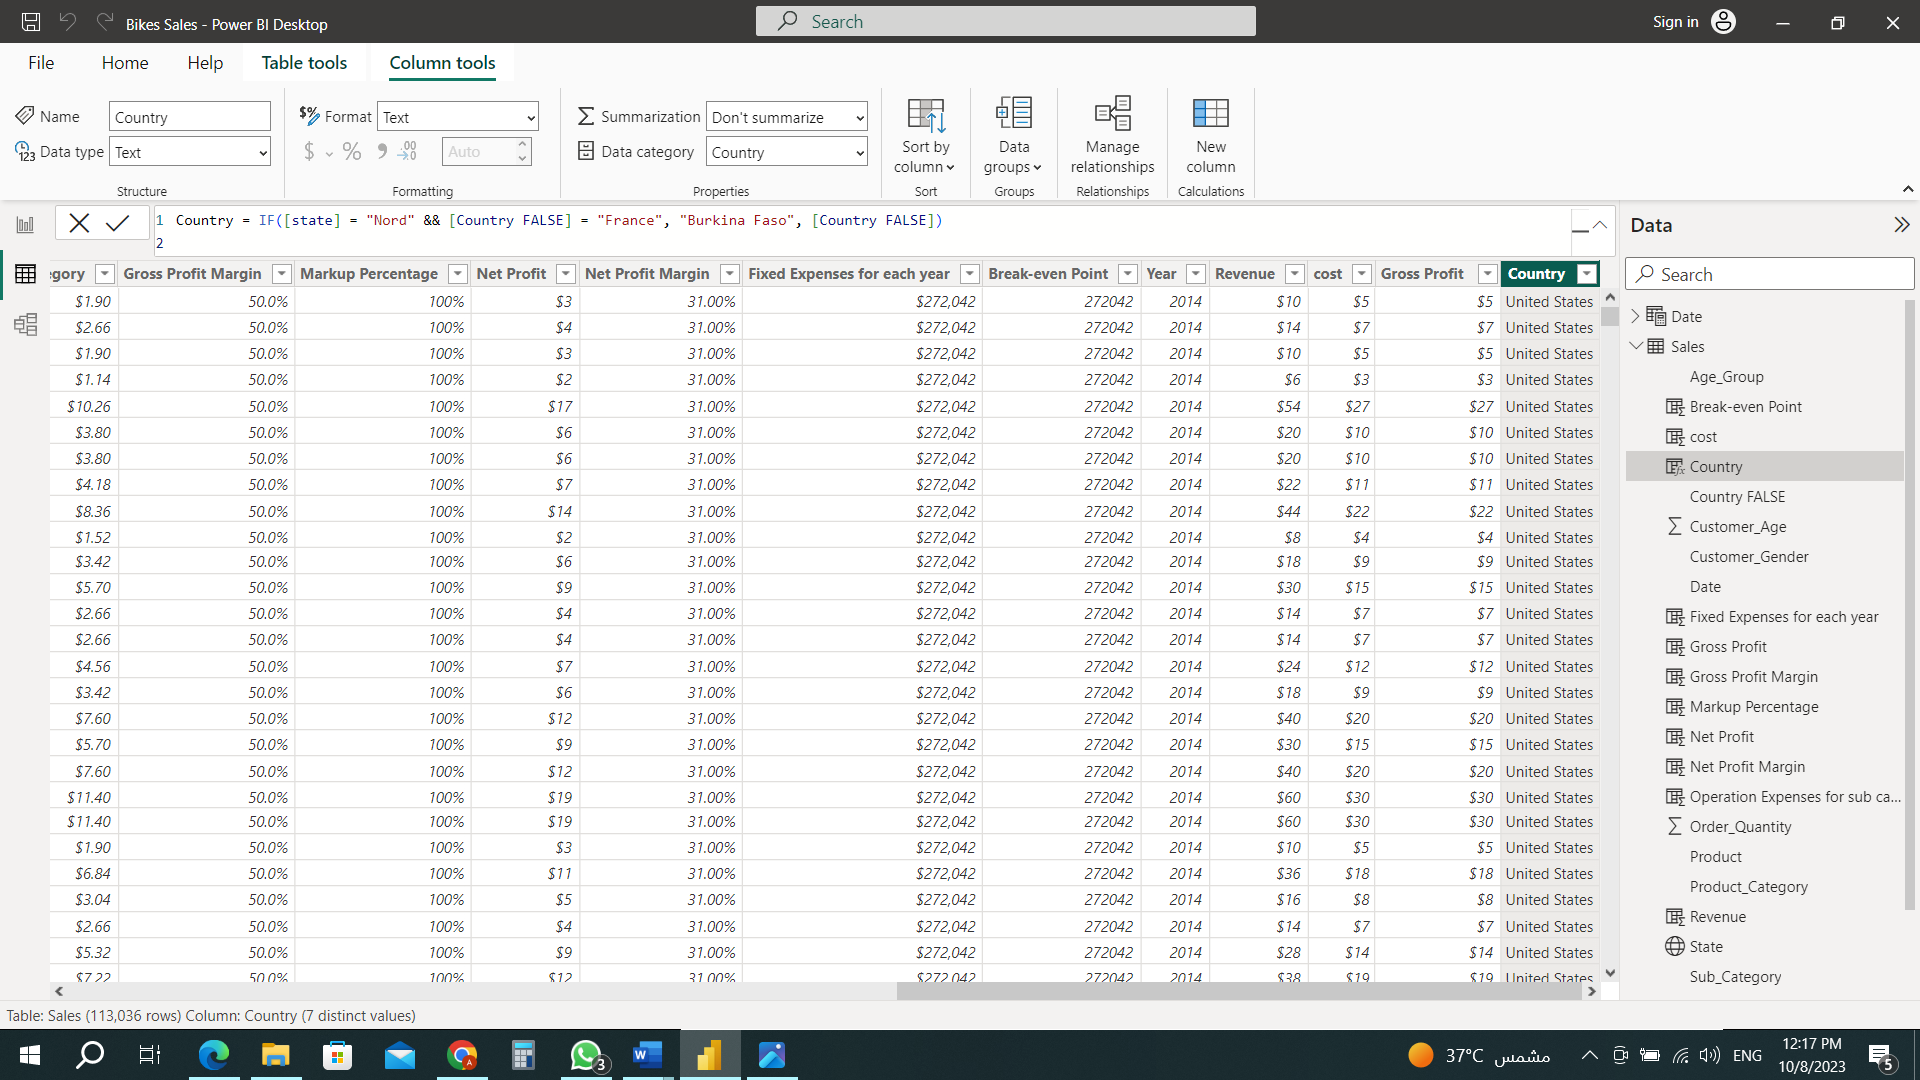 Bikes Sales - Power BI Desktop
Search
Sign in
File Home Help Table tools Column tools
Name Country
Data type Text
Structure
Format Text
$ % Auto
Formatting
Summarization Don't summarize
Data category Country
Properties
Sort by column
Sort
Data groups
Groups
Manage relationships
Relationships
New column
Calculations
1 Country = IF([state] = "Nord" && [Country FALSE] = "France", "Burkina Faso", [Country FALSE])
2
egory Gross Profit Margin Markup Percentage Net Profit Net Profit Margin Fixed Expenses for each year Break-even Point Year Revenue cost Gross Profit Country
$1.90 50.0% 100% $3 31.00% $272,042 272042 2014 $10 $5 $5 United States
$2.66 50.0% 100% $4 31.00% $272,042 272042 2014 $14 $7 $7 United States
$1.90 50.0% 100% $3 31.00% $272,042 272042 2014 $10 $5 $5 United States
$1.14 50.0% 100% $2 31.00% $272,042 272042 2014 $6 $3 $3 United States
$10.26 50.0% 100% $17 31.00% $272,042 272042 2014 $54 $27 $27 United States
$3.80 50.0% 100% $6 31.00% $272,042 272042 2014 $20 $10 $10 United States
$3.80 50.0% 100% $6 31.00% $272,042 272042 2014 $20 $10 $10 United States
$4.18 50.0% 100% $7 31.00% $272,042 272042 2014 $22 $11 $11 United States
$8.36 50.0% 100% $14 31.00% $272,042 272042 2014 $44 $22 $22 United States
$1.52 50.0% 100% $2 31.00% $272,042 272042 2014 $8 $4 $4 United States
$3.42 50.0% 100% $6 31.00% $272,042 272042 2014 $18 $9 $9 United States
$5.70 50.0% 100% $9 31.00% $272,042 272042 2014 $30 $15 $15 United States
$2.66 50.0% 100% $4 31.00% $272,042 272042 2014 $14 $7 $7 United States
$2.66 50.0% 100% $4 31.00% $272,042 272042 2014 $14 $7 $7 United States
$4.56 50.0% 100% $7 31.00% $272,042 272042 2014 $24 $12 $12 United States
$3.42 50.0% 100% $6 31.00% $272,042 272042 2014 $18 $9 $9 United States
$7.60 50.0% 100% $12 31.00% $272,042 272042 2014 $40 $20 $20 United States
$5.70 50.0% 100% $9 31.00% $272,042 272042 2014 $30 $15 $15 United States
$7.60 50.0% 100% $12 31.00% $272,042 272042 2014 $40 $20 $20 United States
$11.40 50.0% 100% $19 31.00% $272,042 272042 2014 $60 $30 $30 United States
$11.40 50.0% 100% $19 31.00% $272,042 272042 2014 $60 $30 $30 United States
$1.90 50.0% 100% $3 31.00% $272,042 272042 2014 $10 $5 $5 United States
$6.84 50.0% 100% $11 31.00% $272,042 272042 2014 $36 $18 $18 United States
$3.04 50.0% 100% $5 31.00% $272,042 272042 2014 $16 $8 $8 United States
$2.66 50.0% 100% $4 31.00% $272,042 272042 2014 $14 $7 $7 United States
$5.32 50.0% 100% $9 31.00% $272,042 272042 2014 $28 $14 $14 United States
$7.22 50.0% 100% $12 31.00% $272,042 272042 2014 $38 $19 $19 United States
Data
Search
Date
Sales
Age_Group
Break-even Point
cost
Country
Country FALSE
Customer_Age
Customer_Gender
Date
Fixed Expenses for each year
Gross Profit
Gross Profit Margin
Markup Percentage
Net Profit
Net Profit Margin
Operation Expenses for sub ca...
Order_Quantity
Product
Product_Category
Revenue
State
Sub_Category
Table: Sales (113,036 rows) Column: Country (7 distinct values)
3
37°C مشمس
ENG
12:17 PM
10/8/2023
5